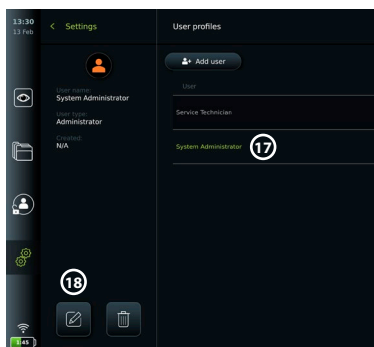 13:30
13 Feb
Settings
User profiles
Add user
User
User name:
System Administrator
User type:
Administrator
Created:
N/A
Service Technician
System Administrator
17
18
1:45